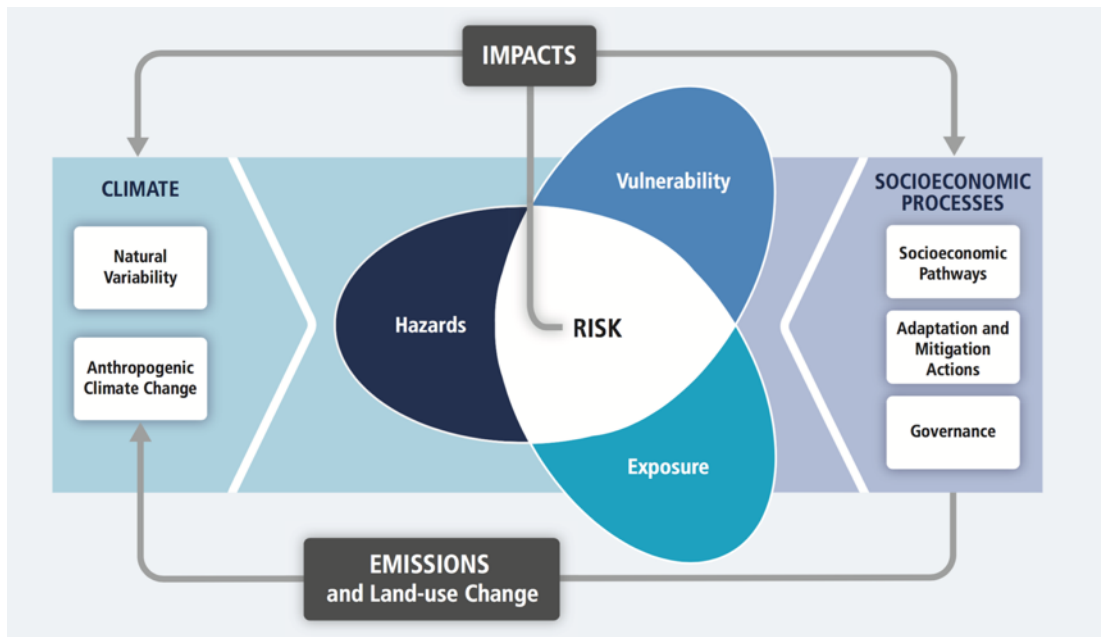 IMPACTS
CLIMATE
Natural
Variability
Anthropogenic
Climate Change
Vulnerability
Hazards
RISK
Exposure
SOCIOECONOMIC
PROCESSES
Socioeconomic
Pathways
Adaptation and
Mitigation
Actions
Governance
EMISSIONS
and Land-use Change